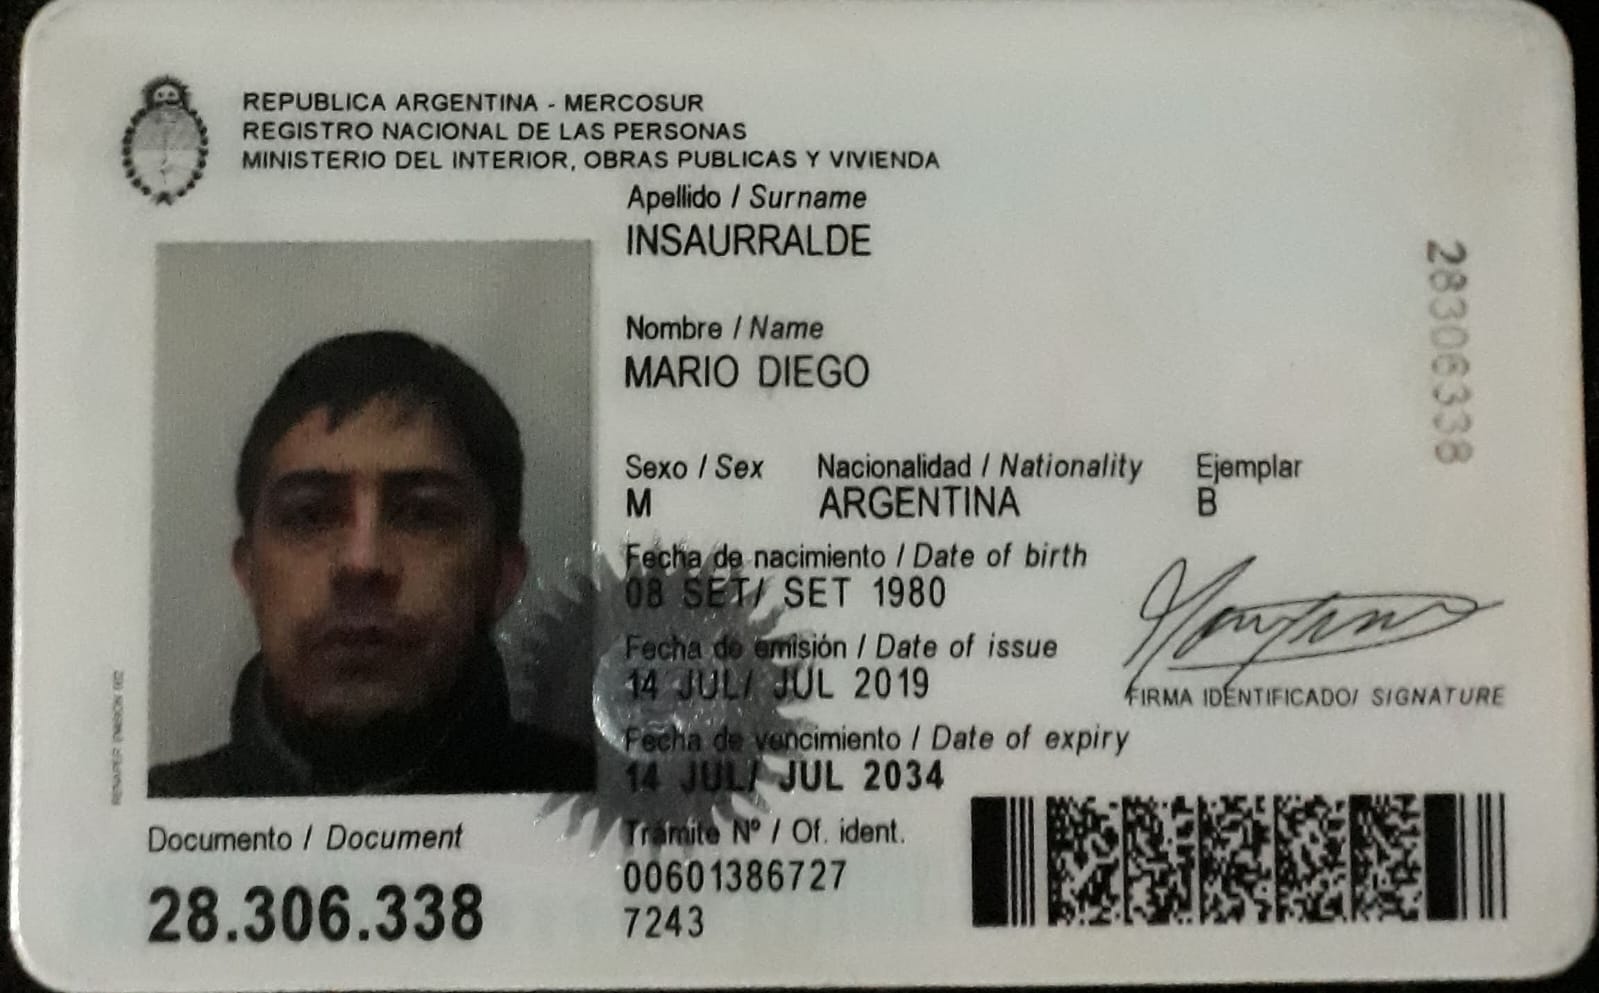 REPUBLICA ARGENTINA - MERCOSUR
REGISTRO NACIONAL DE LAS PERSONAS
MINISTERIO DEL INTERIOR, OBRAS PUBLICAS Y VIVIENDA
Apellido / Surname
INSAURRALDE
Nombre / Name
MARIO DIEGO
Sexo / Sex Nacionalidad / Nationality Ejemplar
M ARGENTINA B
Fecha de nacimiento / Date of birth
08 SET/ SET 1980
Fecha de emisión / Date of issue
14 JUL/ JUL 2019
FIRMA IDENTIFICADO/ SIGNATURE
Fecha de vencimiento / Date of expiry
14 JUL/ JUL 2034
Documento / Document
28.306.338
Trámite Nº / Of. ident.
00601386727
7243
28306338